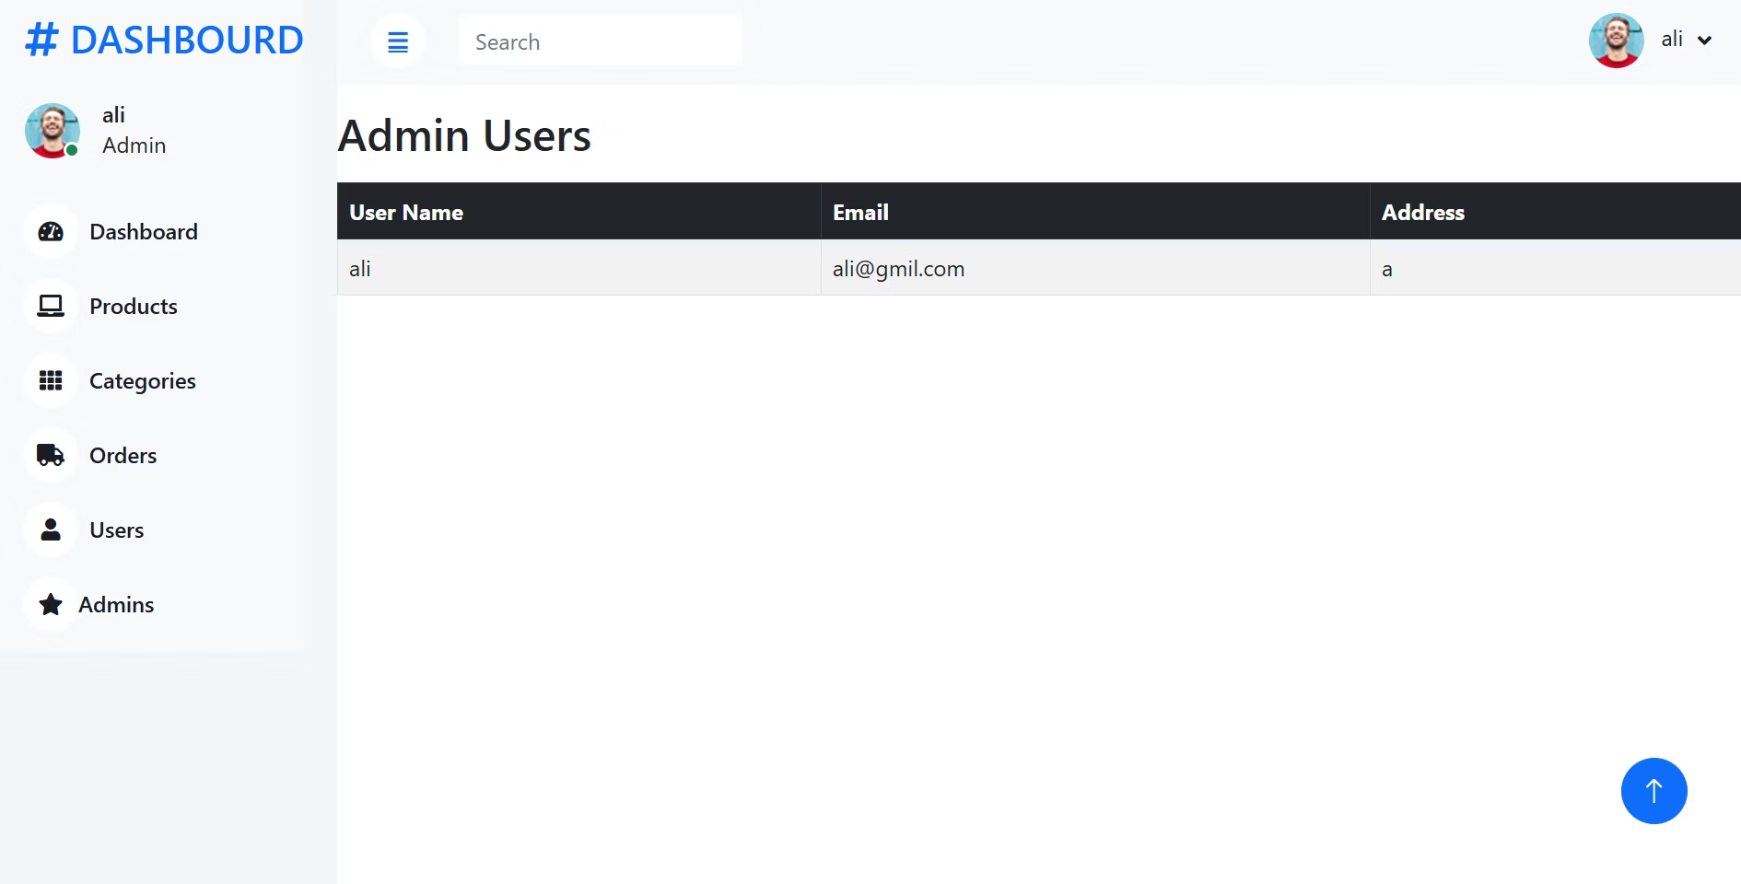 # DASHBOURD
Search
ali
ali
Admin
Dashboard
Products
Categories
Orders
Users
Admins
Admin Users
User Name Email Address
ali ali@gmil.com a